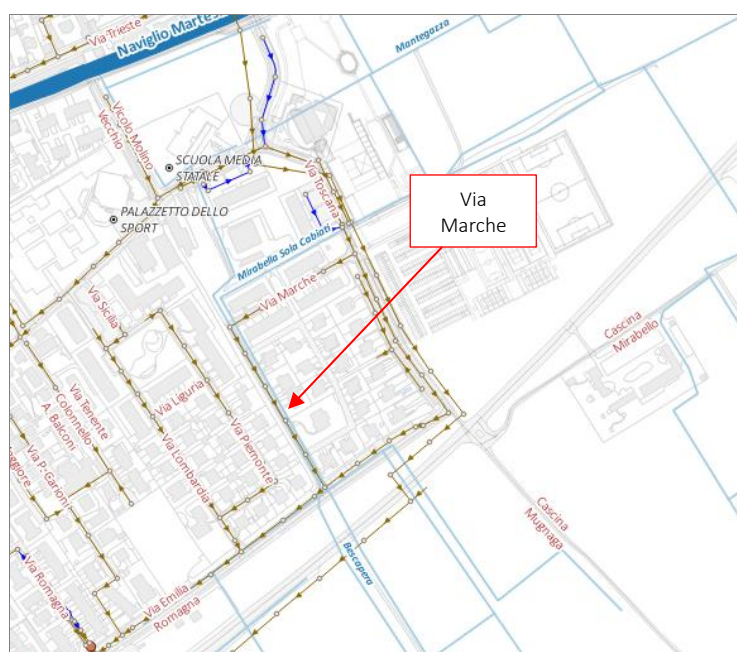 Via Trieste
Naviglio Martes
Mantegazza
Vicolo Molino
Vecchio
SCUOLA MEDIA
STATALE
Via Toscana
Via
Marche
PALAZZETTO DELLO
SPORT
Mirabella Sola Cabiati
Via Marche
Via Sicilia
Cascina
Mirabello
Via Liguria
Via Tenente
Colonnello
A. Balconi
Via Piemonte
Via P. Garioni
aggiore
Via Lombardia
Cascina
Mugnaga
Bescapera
Via Romagna
Via Emilia
Romagna